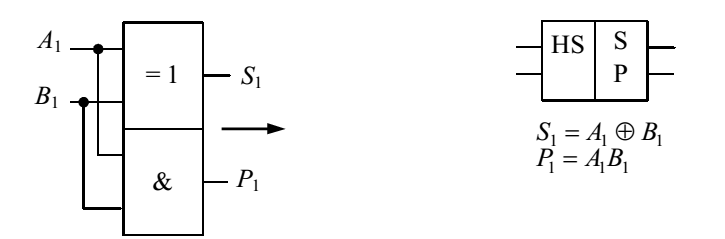 A₁
= 1
S₁
B₁
&
P₁
HS
S
P
S₁ = A₁ ⊕ B₁
P₁ = A₁B₁